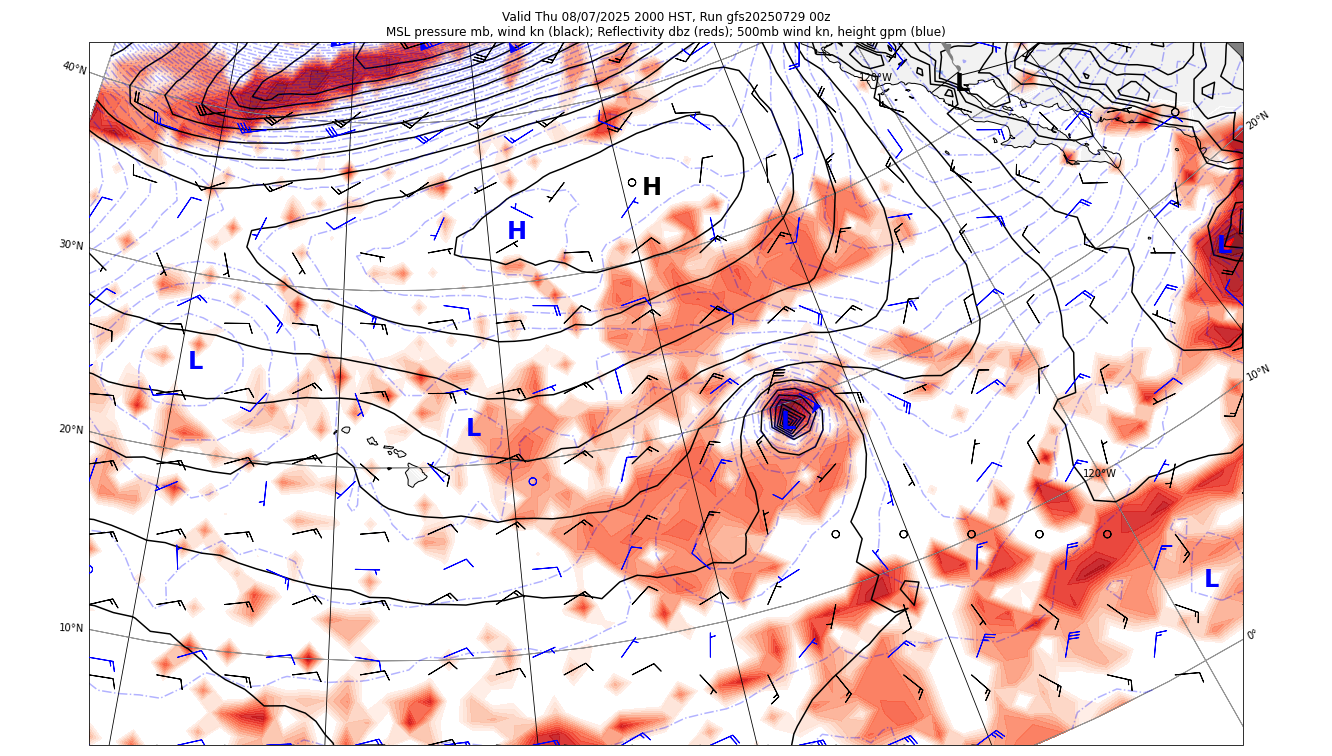 Valid Thu 08/07/2025 2000 HST, Run gfs20250729 00z
MSL pressure mb, wind kn (black); Reflectivity dbz (reds); 500mb wind kn, height gpm (blue)
40°N
120°W
L
20°N
H
H
30°N
L
L
10°N
L
L
20°N
120°W
L
10°N
0°